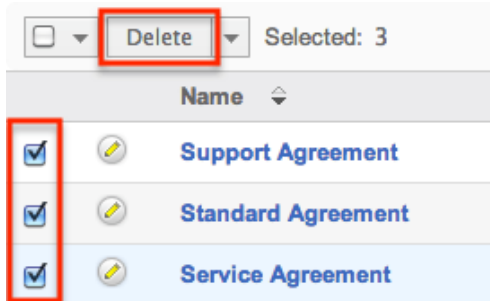 Delete Selected: 3
Name
Support Agreement
Standard Agreement
Service Agreement